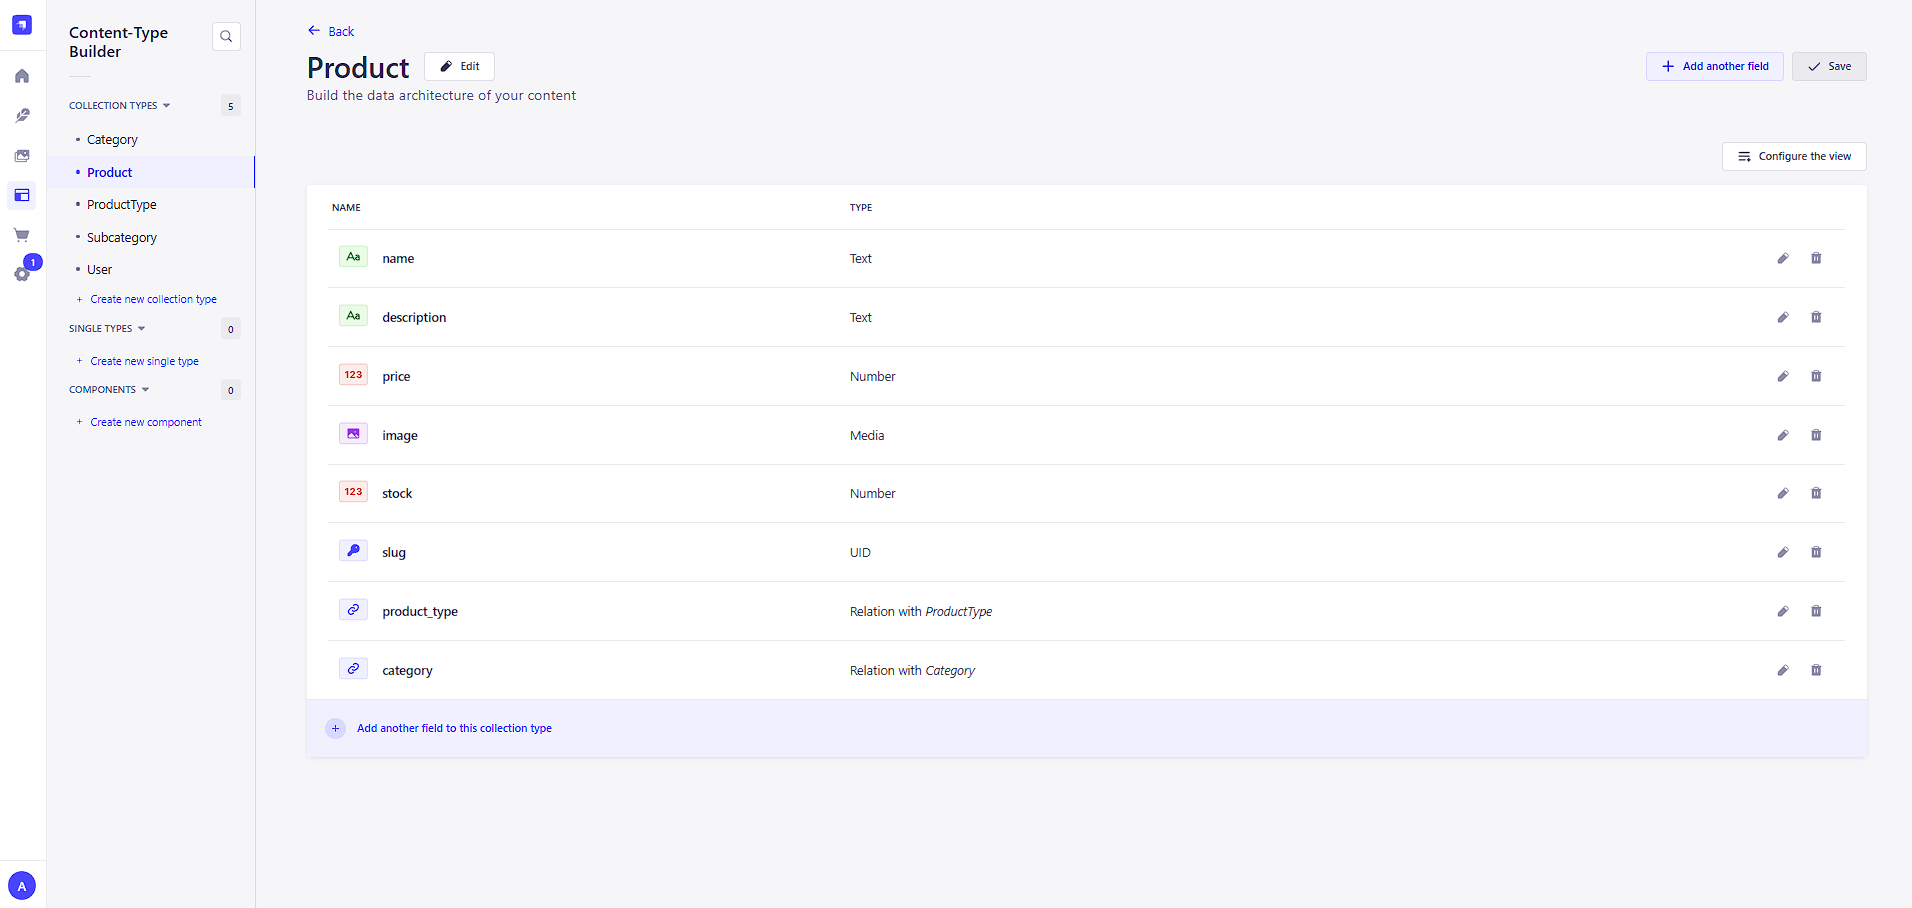 Content-Type
Builder
COLLECTION TYPES
5
Category
Product
ProductType
Subcategory
User
+ Create new collection type
SINGLE TYPES
0
+ Create new single type
COMPONENTS
0
+ Create new component
1
A
Back
Product
Edit
Build the data architecture of your content
Add another field
Save
Configure the view
NAME TYPE
Aa name Text
Aa description Text
123 price Number
image Media
123 stock Number
slug UID
product_type Relation with ProductType
category Relation with Category
+ Add another field to this collection type